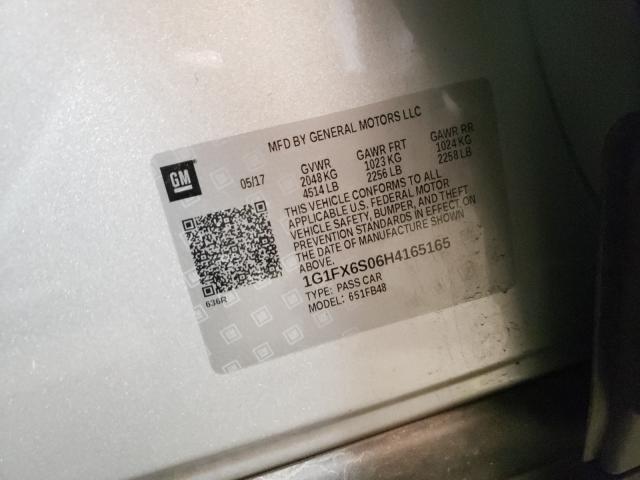 MFD BY GENERAL MOTORS LLC
GM
05/17
GVWR GAWR FRT GAWR RR
2048 KG 1023 KG 1024 KG
4514 LB 2256 LB 2258 LB
THIS VEHICLE CONFORMS TO ALL
APPLICABLE U.S. FEDERAL MOTOR
VEHICLE SAFETY, BUMPER, AND THEFT
PREVENTION STANDARDS IN EFFECT ON
THE DATE OF MANUFACTURE SHOWN
ABOVE.
1G1FX6S06H4165165
TYPE: PASS CAR
MODEL: 651FB48
636R